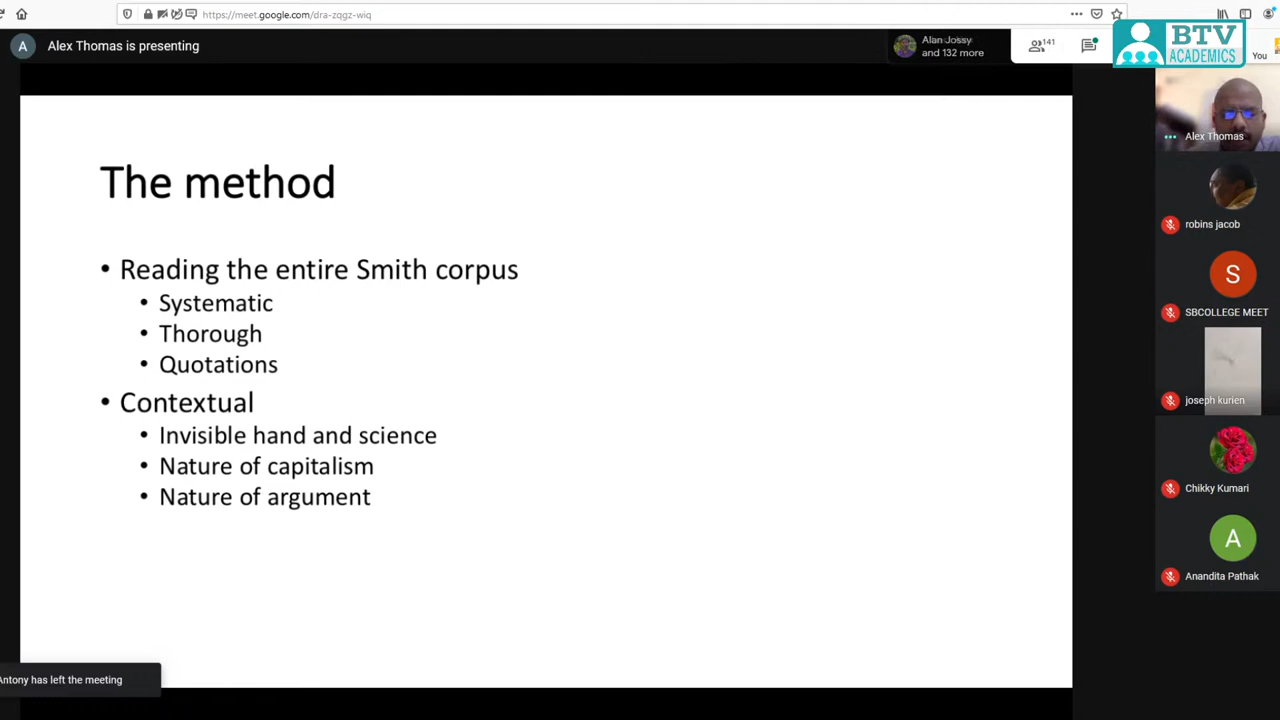 https://meet.google.com/dra-zqgz-wiq
A
Alex Thomas is presenting
Alan Jossy
and 132 more
141
BTV
ACADEMICS
You
The method
• Reading the entire Smith corpus
• Systematic
• Thorough
• Quotations
• Contextual
• Invisible hand and science
• Nature of capitalism
• Nature of argument
Alex Thomas
robins jacob
S
SBCOLLEGE MEET
joseph kurien
Chikky Kumari
A
Anandita Pathak
Antony has left the meeting